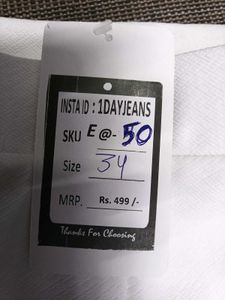 INSTA ID : 1DAYJEANS
SKU E @- 50
Size 34
MRP. Rs. 499 /-
Thanks For Choosing